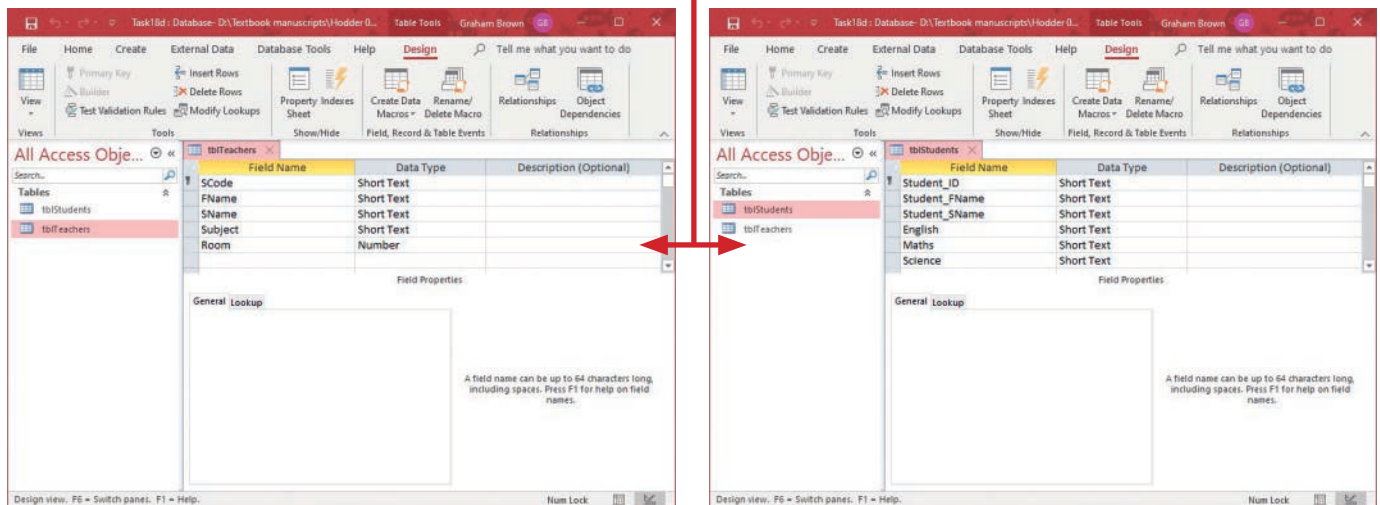 Task18d : Database- D:\Textbook manuscripts\Hodder 0... Table Tools Graham Brown GB
File Home Create External Data Database Tools Help Design Tell me what you want to do
View
Primary Key
Builder
Test Validation Rules
Insert Rows
Delete Rows
Modify Lookups
Property Sheet
Indexes
Create Data Macros
Rename/ Delete Macro
Relationships
Object Dependencies
Views Tools Show/Hide Field, Record & Table Events Relationships
All Access Obje...
Search...
Tables
tblStudents
tblTeachers
tblTeachers
Field Name Data Type Description (Optional)
SCode Short Text
FName Short Text
SName Short Text
Subject Short Text
Room Number
Field Properties
General Lookup
A field name can be up to 64 characters long,
including spaces. Press F1 for help on field
names.
Design view. F6 = Switch panes. F1 = Help. Num Lock
Task18d : Database- D:\Textbook manuscripts\Hodder 0... Table Tools Graham Brown GB
File Home Create External Data Database Tools Help Design Tell me what you want to do
View
Primary Key
Builder
Test Validation Rules
Insert Rows
Delete Rows
Modify Lookups
Property Sheet
Indexes
Create Data Macros
Rename/ Delete Macro
Relationships
Object Dependencies
Views Tools Show/Hide Field, Record & Table Events Relationships
All Access Obje...
Search...
Tables
tblStudents
tblTeachers
tblStudents
Field Name Data Type Description (Optional)
Student_ID Short Text
Student_FName Short Text
Student_SName Short Text
English Short Text
Maths Short Text
Science Short Text
Field Properties
General Lookup
A field name can be up to 64 characters long,
including spaces. Press F1 for help on field
names.
Design view. F6 = Switch panes. F1 = Help. Num Lock